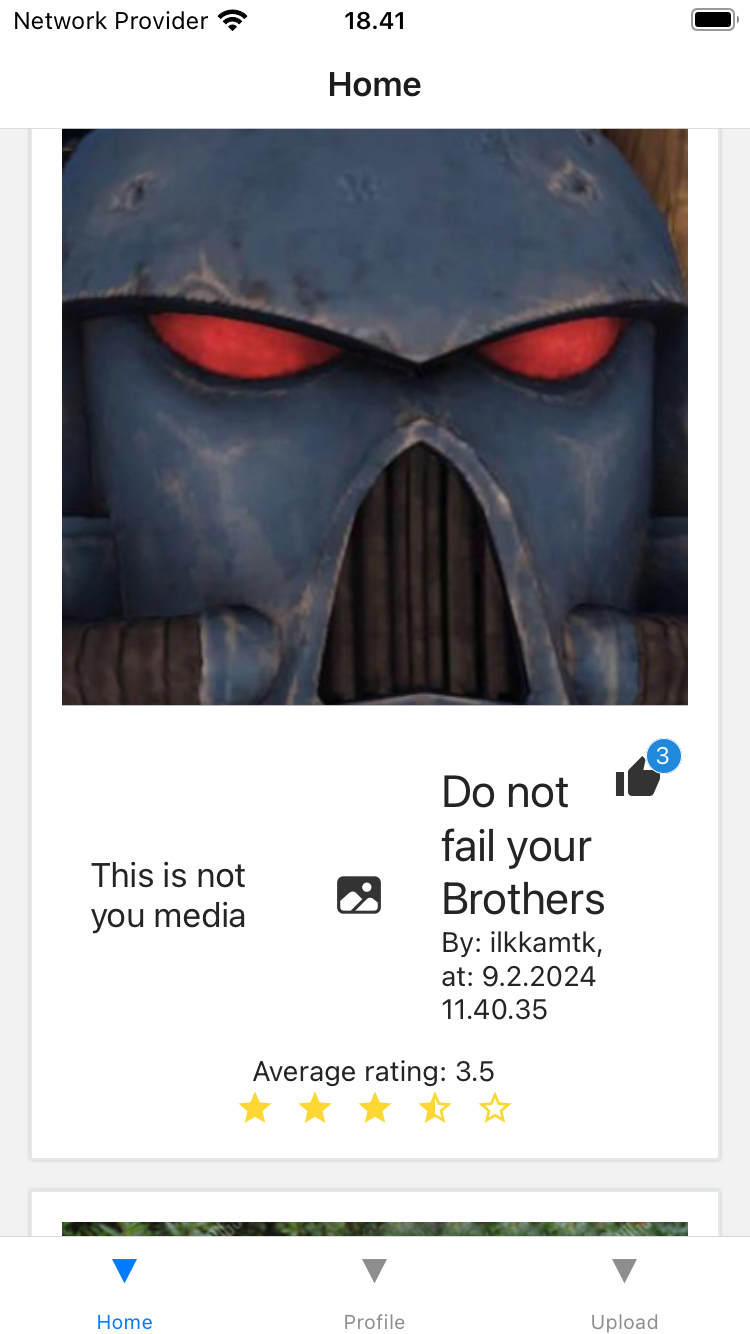 Network Provider 18.41
Home
3
Do not
fail your
Brothers
This is not
you media
By: ilkkamtk,
at: 9.2.2024
11.40.35
Average rating: 3.5
Home Profile Upload